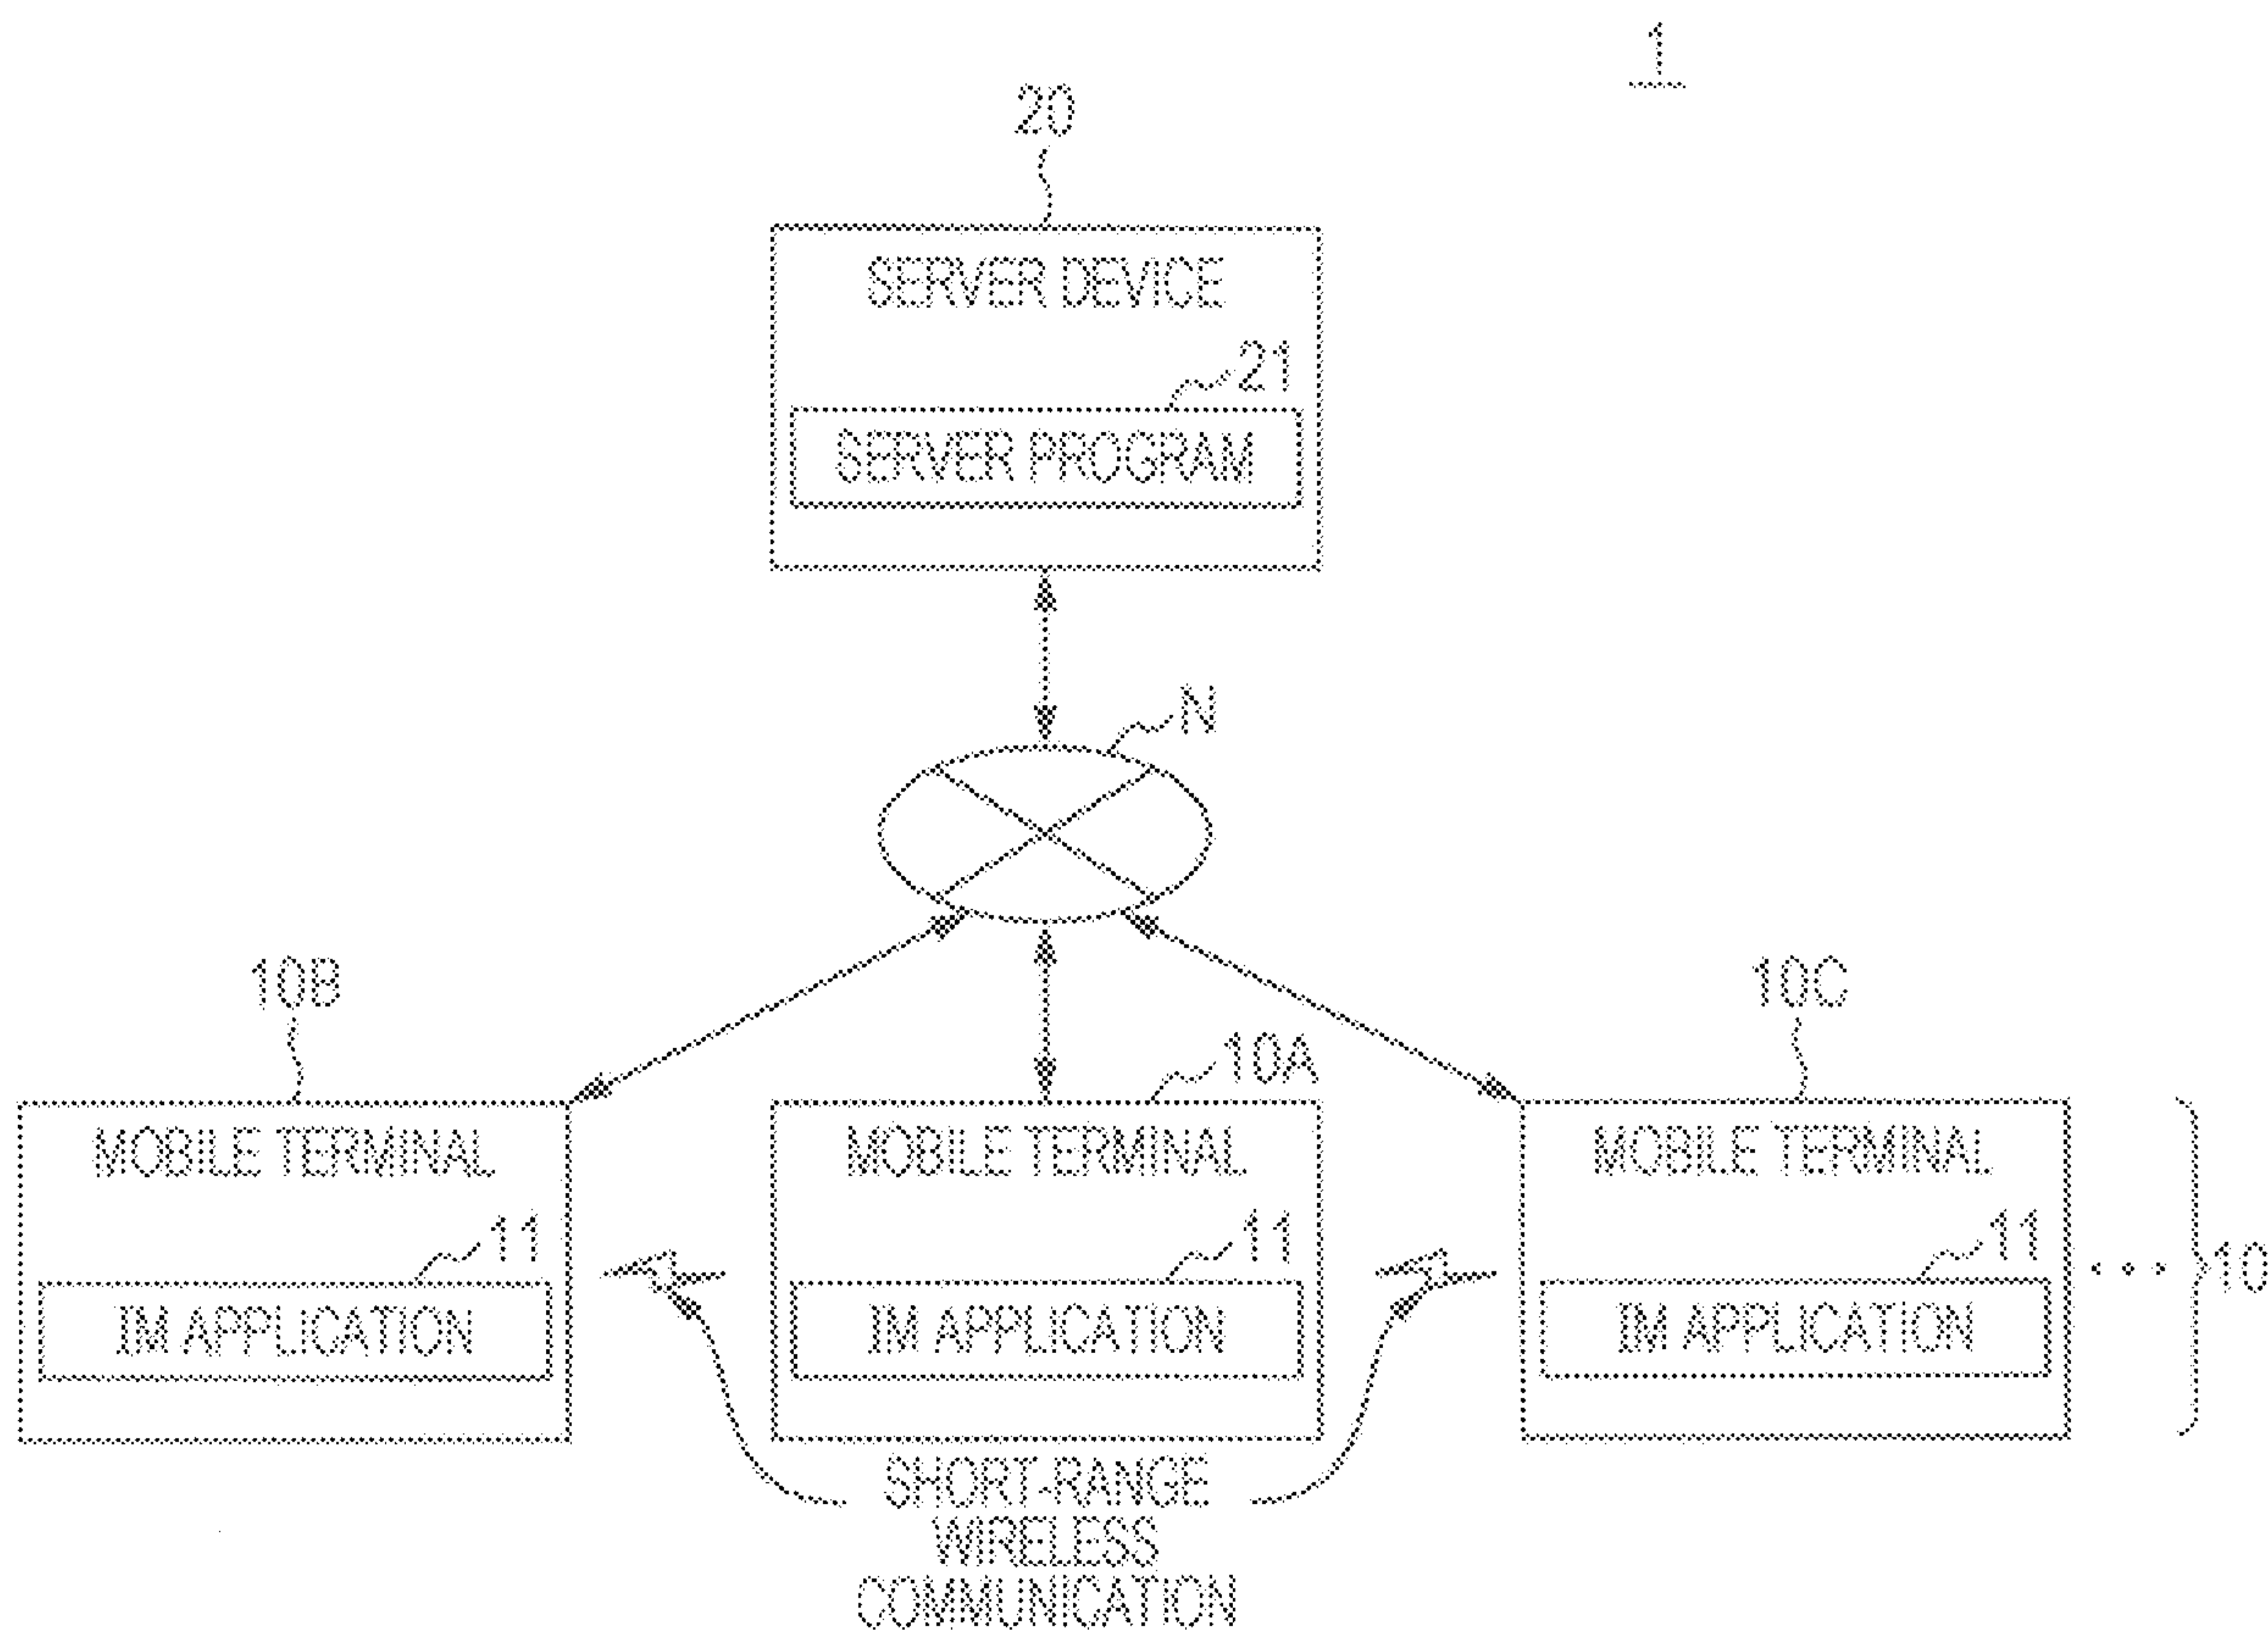 1
20
SERVER DEVICE
21
SERVER PROGRAM
N
10B
10A
10C
MOBILE TERMINAL
11
IM APPLICATION
MOBILE TERMINAL
11
IM APPLICATION
MOBILE TERMINAL
11
IM APPLICATION
...
10
SHORT-RANGE
WIRELESS
COMMUNICATION